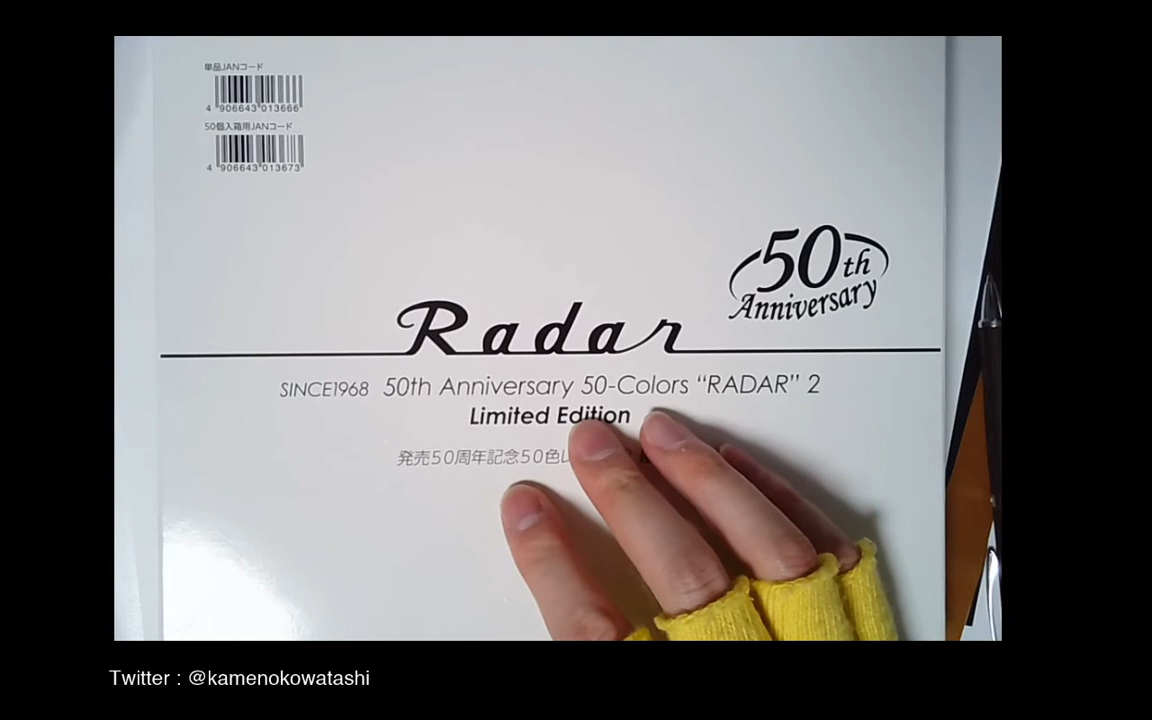 単品JANコード
4 906643 013666
50個入箱用JANコード
4 906643 013673
50th
Anniversary
Radar
SINCE1968 50th Anniversary 50-Colors “RADAR” 2
Limited Edition
発売50周年記念50色レ
Twitter : @kamenokowatashi